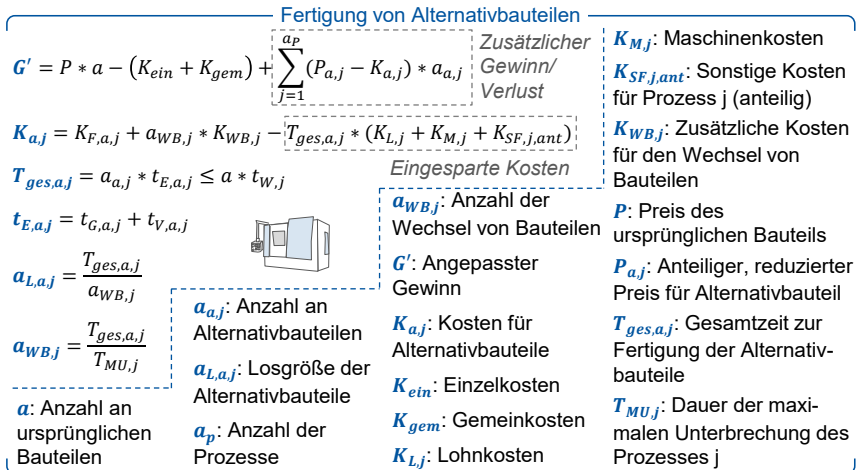 Fertigung von Alternativbauteilen
G′ = P * a − (K_ein + K_gem) + ∑_{j=1}^{a_P} (P_{a,j} − K_{a,j}) * a_{a,j}
Zusätzlicher
Gewinn/
Verlust
K_{a,j} = K_{F,a,j} + a_{WB,j} * K_{WB,j} − T_{ges,a,j} * (K_{L,j} + K_{M,j} + K_{SF,j,ant})
Eingesparte Kosten
T_{ges,a,j} = a_{a,j} * t_{E,a,j} ≤ a * t_{W,j}
t_{E,a,j} = t_{G,a,j} + t_{V,a,j}
a_{L,a,j} = T_{ges,a,j} / a_{WB,j}
a_{WB,j} = T_{ges,a,j} / T_{MU,j}
a: Anzahl an
ursprünglichen
Bauteilen
a_{a,j}: Anzahl an
Alternativbauteilen
a_{L,a,j}: Losgröße der
Alternativbauteile
a_p: Anzahl der
Prozesse
a_{WB,j}: Anzahl der
Wechsel von Bauteilen
G′: Angepasster
Gewinn
K_{a,j}: Kosten für
Alternativbauteile
K_ein: Einzelkosten
K_gem: Gemeinkosten
K_{L,j}: Lohnkosten
K_{M,j}: Maschinenkosten
K_{SF,j,ant}: Sonstige Kosten
für Prozess j (anteilig)
K_{WB,j}: Zusätzliche Kosten
für den Wechsel von
Bauteilen
P: Preis des
ursprünglichen Bauteils
P_{a,j}: Anteiliger, reduzierter
Preis für Alternativbauteil
T_{ges,a,j}: Gesamtzeit zur
Fertigung der Alternativ-
bauteile
T_{MU,j}: Dauer der maxi-
malen Unterbrechung des
Prozesses j